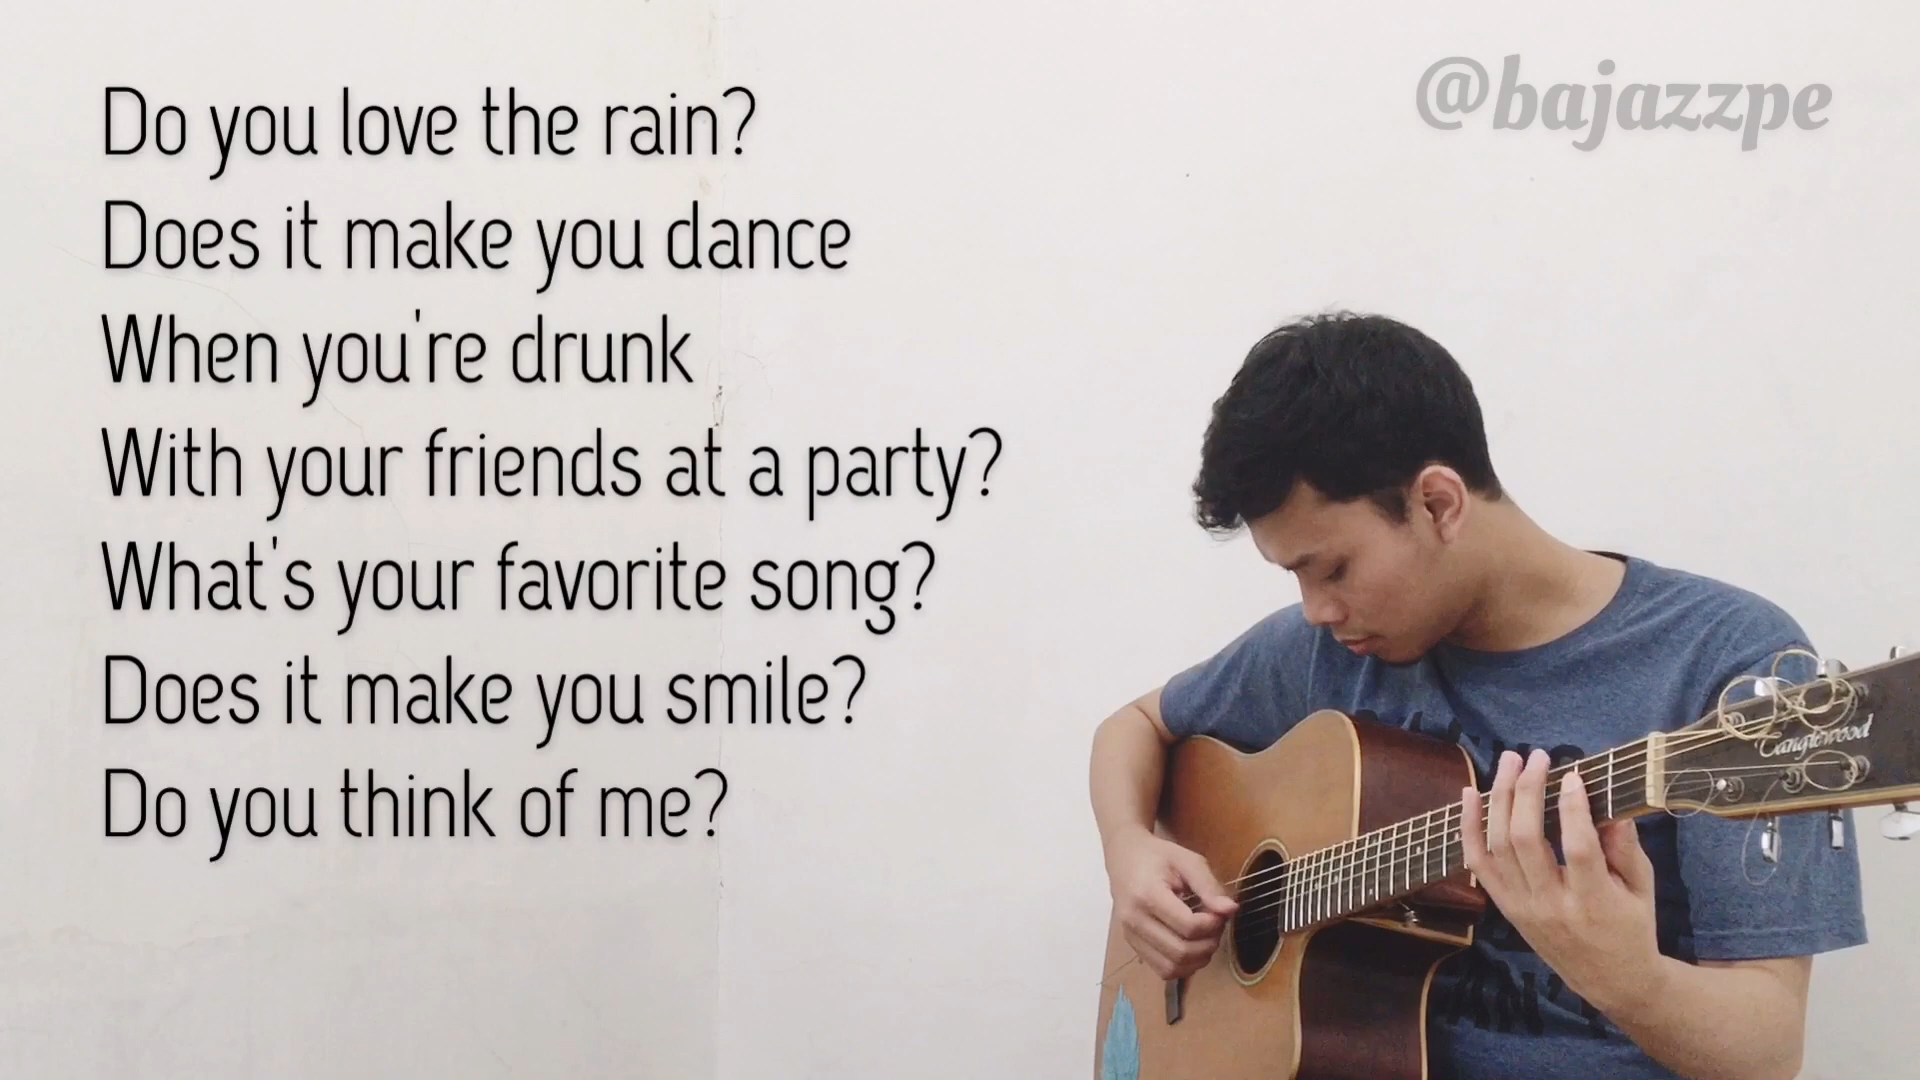 Do you love the rain?
Does it make you dance
When you're drunk
With your friends at a party?
What's your favorite song?
Does it make you smile?
Do you think of me?
@bajazzpe
Tanglewood